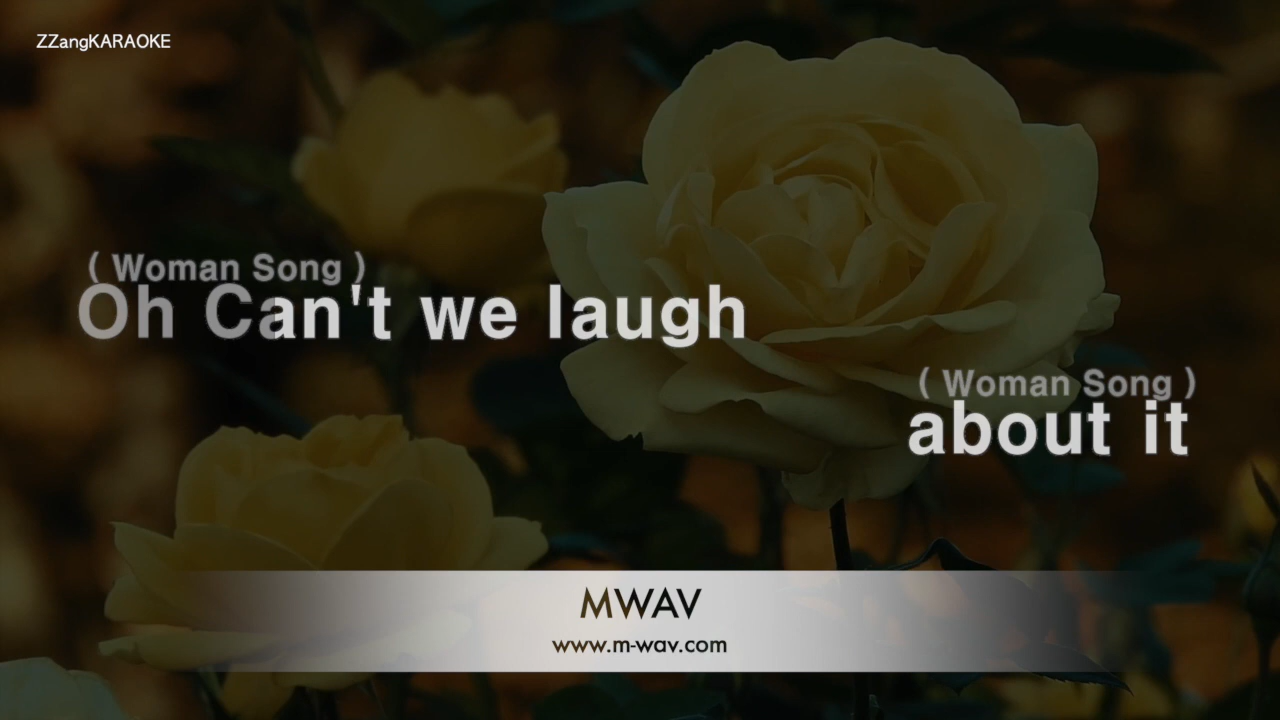 ZZangKARAOKE
( Woman Song )
Oh Can't we laugh
( Woman Song )
about it
MWAV
www.m-wav.com